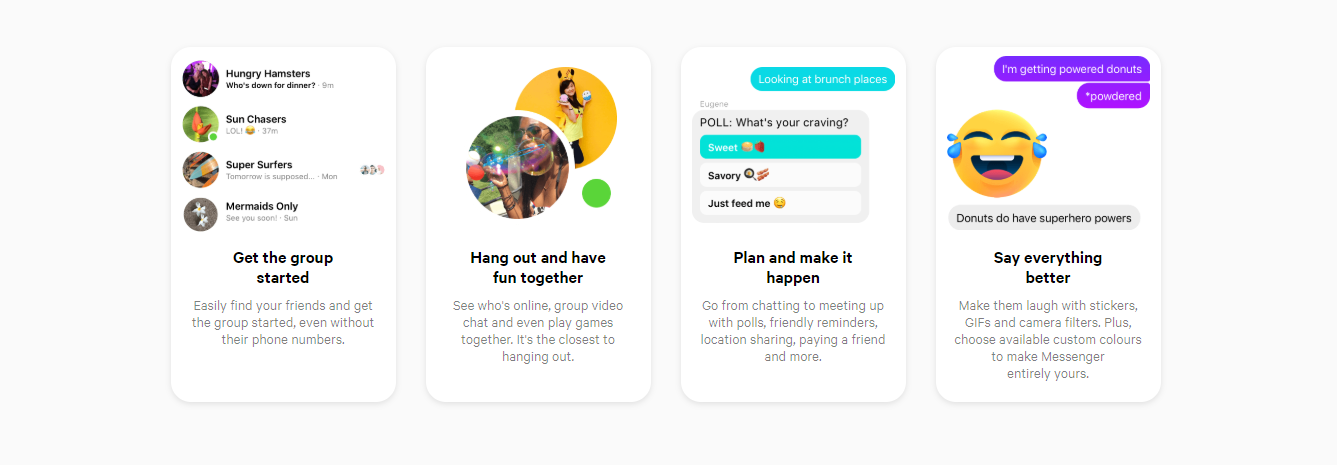 Hungry Hamsters
Who's down for dinner? · 9m
Sun Chasers
LOL! 😂 · 37m
Super Surfers
Tomorrow is supposed... · Mon
Mermaids Only
See you soon! · Sun
Get the group
started
Easily find your friends and get
the group started, even without
their phone numbers.
Hang out and have
fun together
See who's online, group video
chat and even play games
together. It's the closest to
hanging out.
Looking at brunch places
Eugene
POLL: What's your craving?
Sweet 🥞🍓
Savory 🍳🥓
Just feed me 😋
Plan and make it
happen
Go from chatting to meeting up
with polls, friendly reminders,
location sharing, paying a friend
and more.
I'm getting powered donuts
*powdered
Donuts do have superhero powers
Say everything
better
Make them laugh with stickers,
GIFs and camera filters. Plus,
choose available custom colours
to make Messenger
entirely yours.